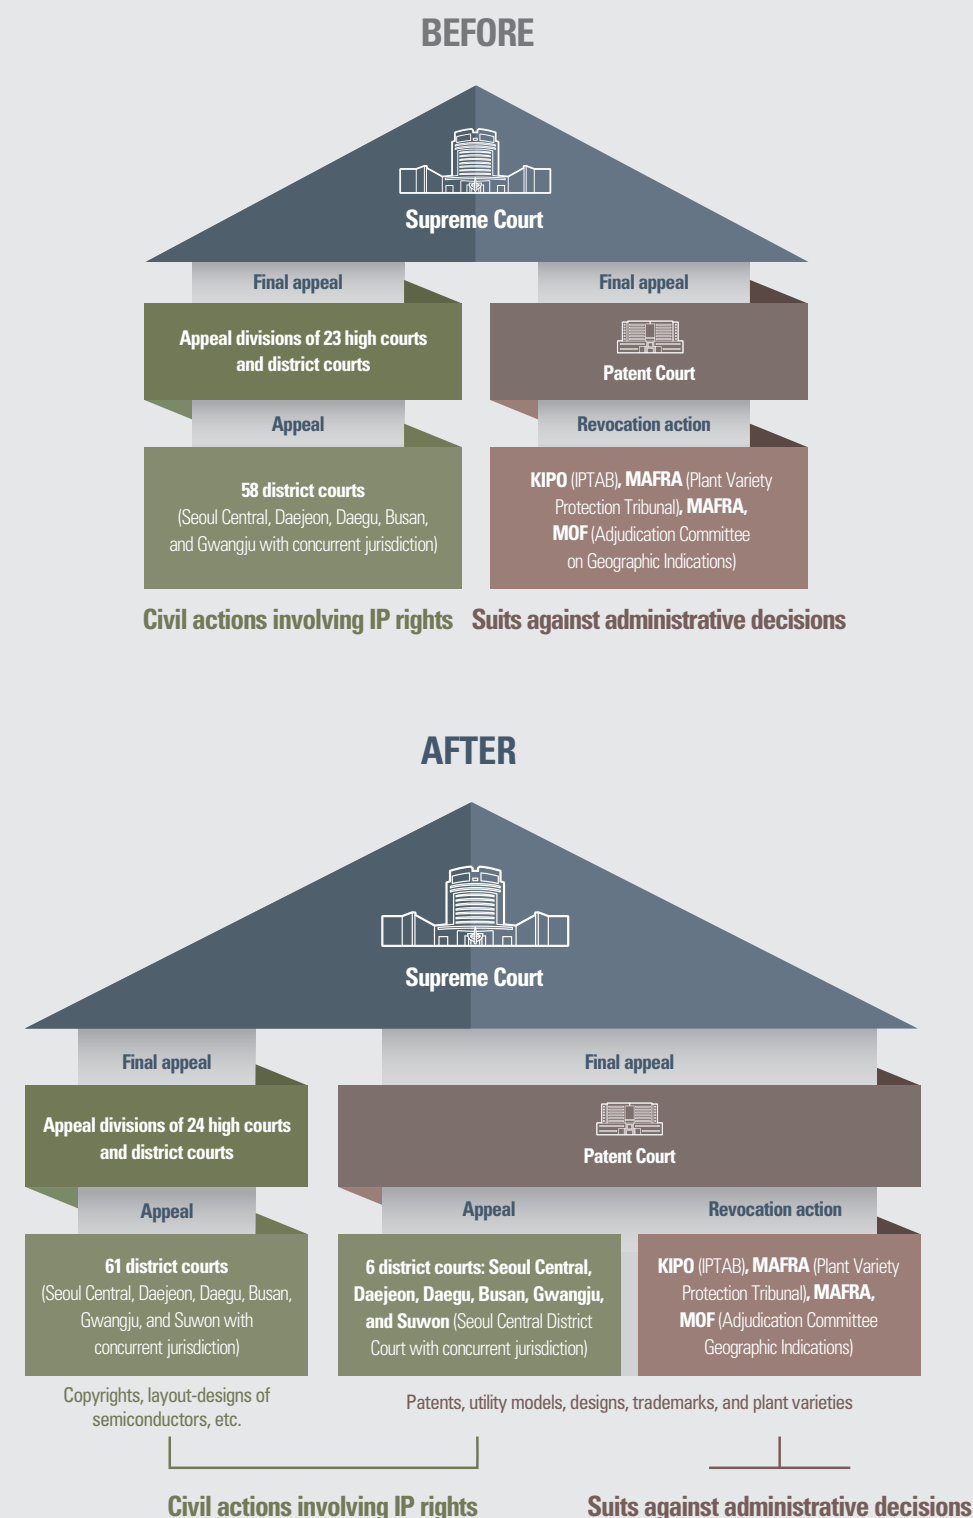 BEFORE
Supreme Court
Final appeal
Final appeal
Appeal divisions of 23 high courts
and district courts
Patent Court
Appeal
Revocation action
58 district courts
(Seoul Central, Daejeon, Daegu, Busan,
and Gwangju with concurrent jurisdiction)
KIPO (IPTAB), MAFRA (Plant Variety
Protection Tribunal), MAFRA,
MOF (Adjudication Committee
on Geographic Indications)
Civil actions involving IP rights
Suits against administrative decisions
AFTER
Supreme Court
Final appeal
Final appeal
Appeal divisions of 24 high courts
and district courts
Patent Court
Appeal
Appeal
Revocation action
61 district courts
(Seoul Central, Daejeon, Daegu, Busan,
Gwangju, and Suwon with
concurrent jurisdiction)
6 district courts: Seoul Central,
Daejeon, Daegu, Busan, Gwangju,
and Suwon (Seoul Central District
Court with concurrent jurisdiction)
KIPO (IPTAB), MAFRA (Plant Variety
Protection Tribunal), MAFRA,
MOF (Adjudication Committee
Geographic Indications)
Copyrights, layout-designs of
semiconductors, etc.
Patents, utility models, designs, trademarks, and plant varieties
Civil actions involving IP rights
Suits against administrative decisions